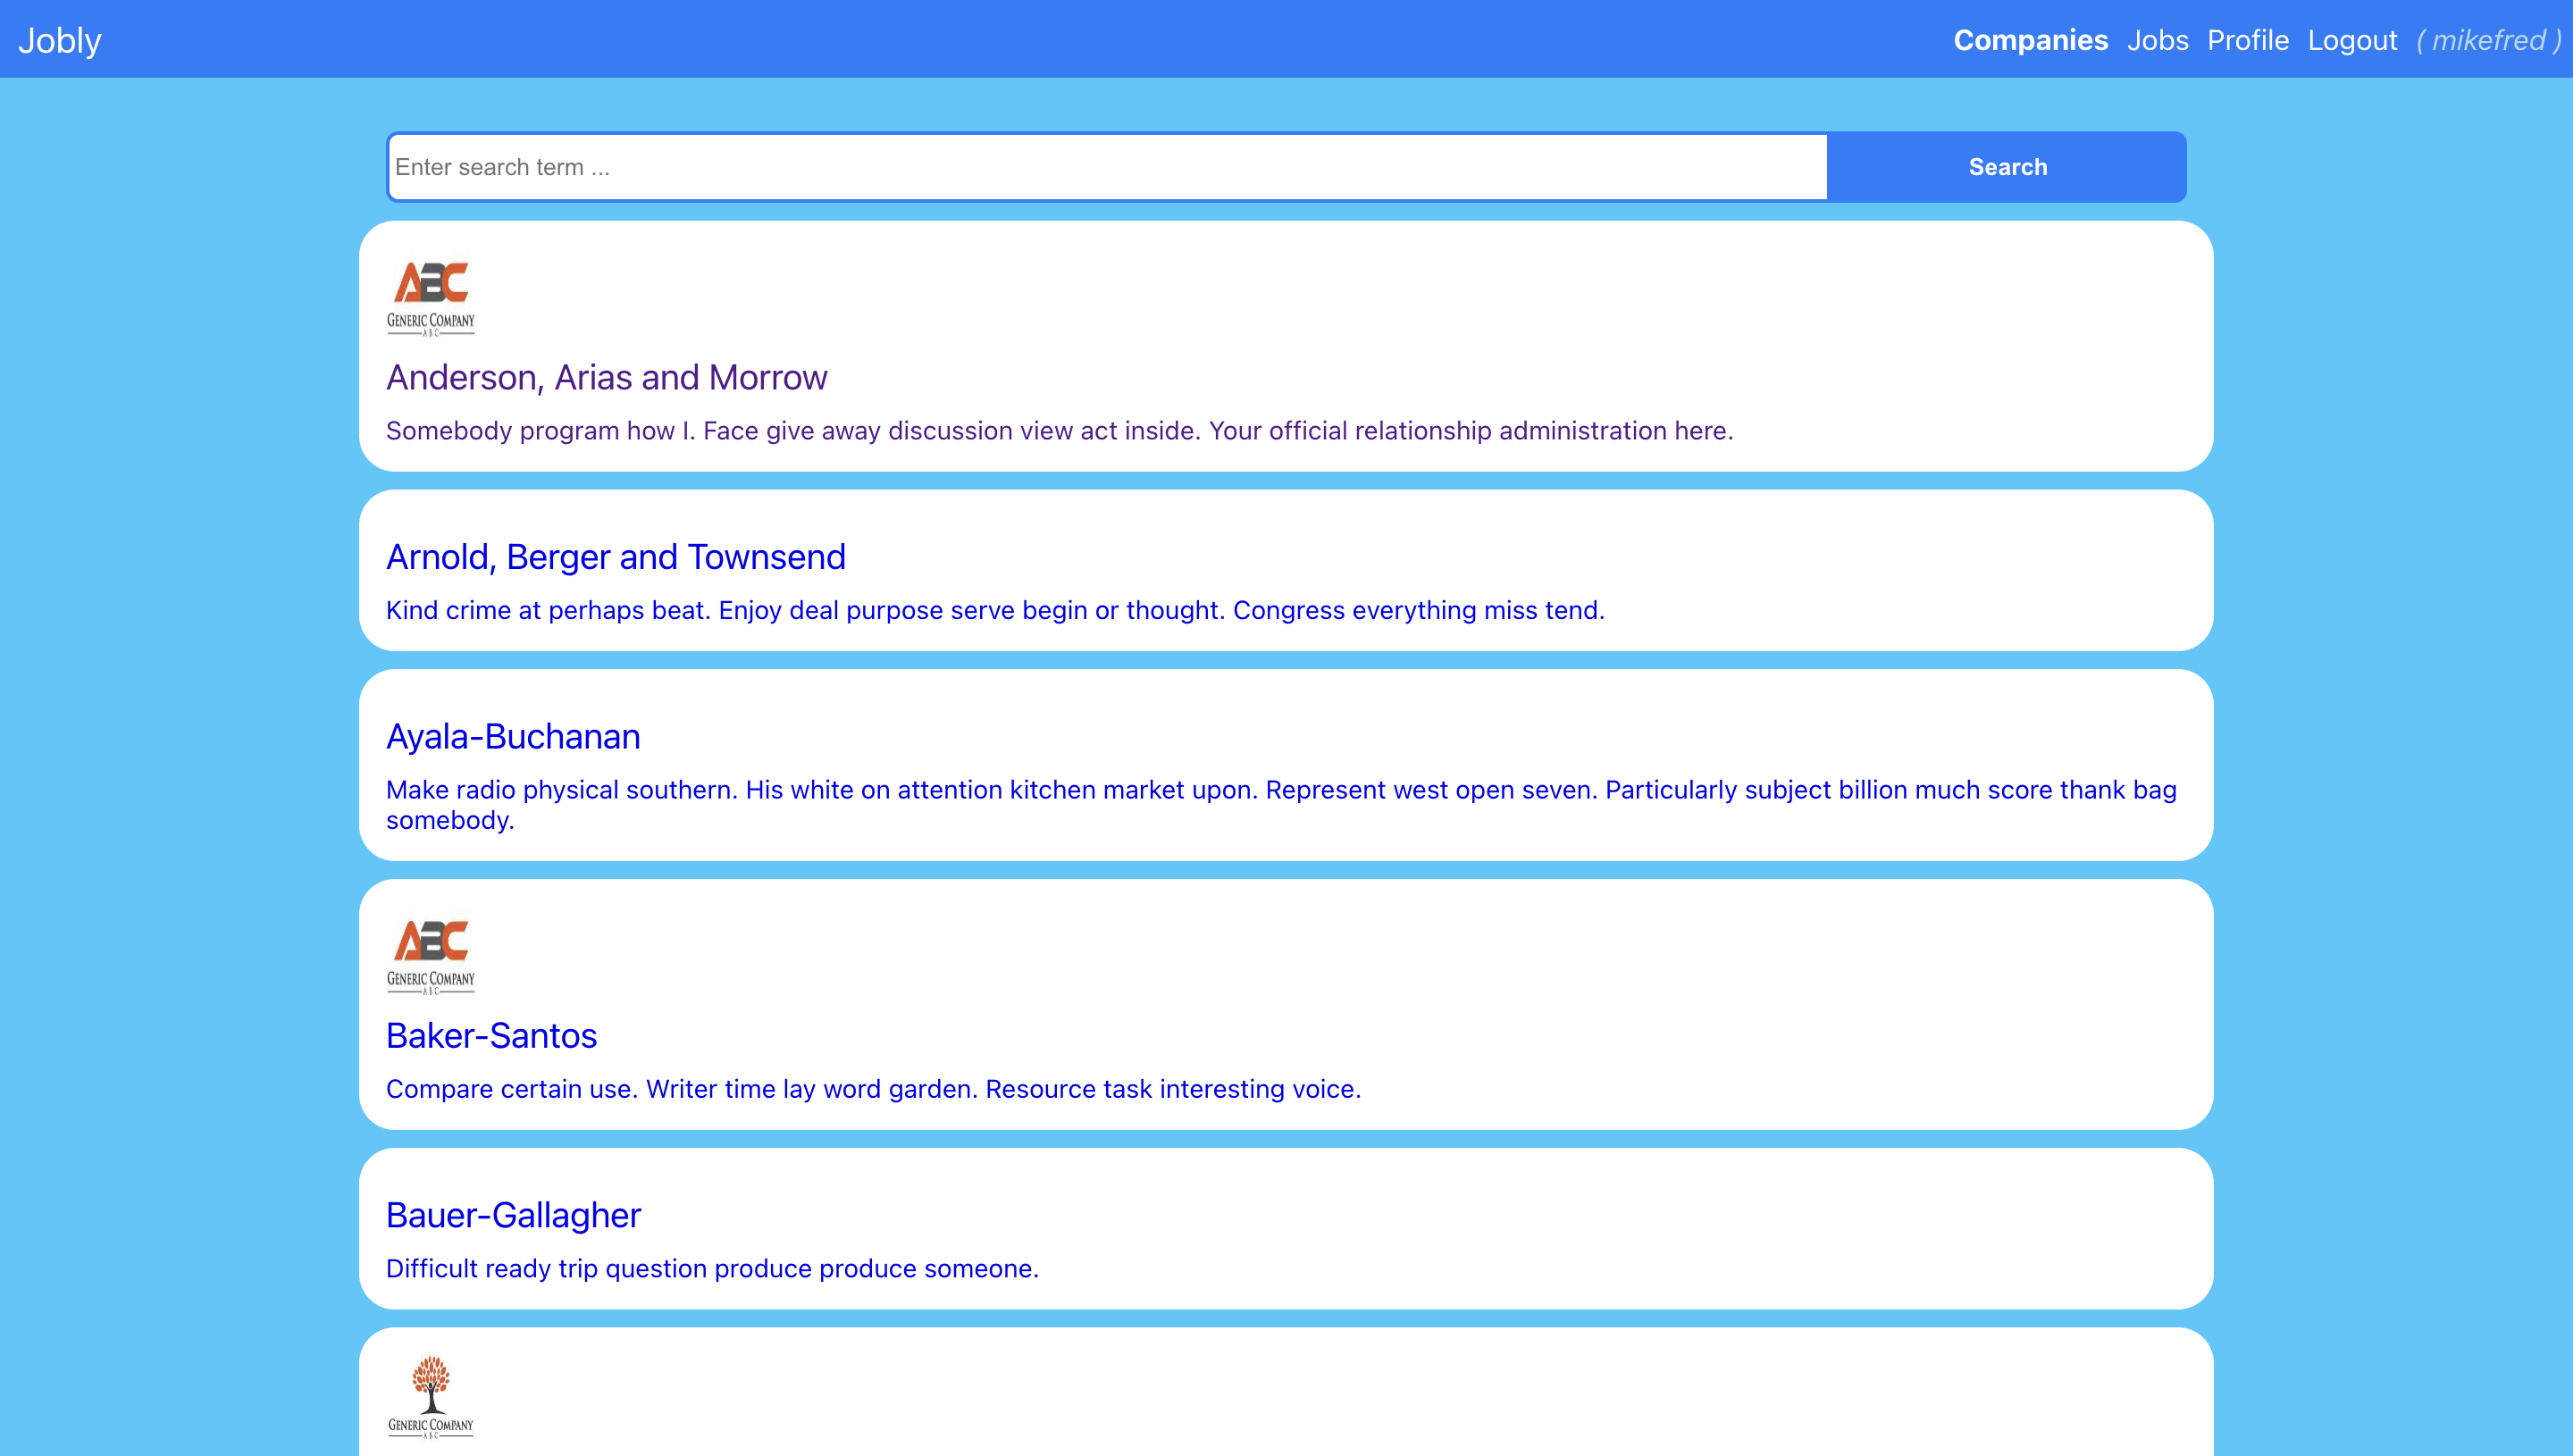 Jobly
Companies Jobs Profile Logout ( mikefred )
Enter search term ...
Search
ABC
GENERIC COMPANY
ABC
Anderson, Arias and Morrow
Somebody program how I. Face give away discussion view act inside. Your official relationship administration here.
Arnold, Berger and Townsend
Kind crime at perhaps beat. Enjoy deal purpose serve begin or thought. Congress everything miss tend.
Ayala-Buchanan
Make radio physical southern. His white on attention kitchen market upon. Represent west open seven. Particularly subject billion much score thank bag
somebody.
ABC
GENERIC COMPANY
ABC
Baker-Santos
Compare certain use. Writer time lay word garden. Resource task interesting voice.
Bauer-Gallagher
Difficult ready trip question produce produce someone.
GENERIC COMPANY
ABC